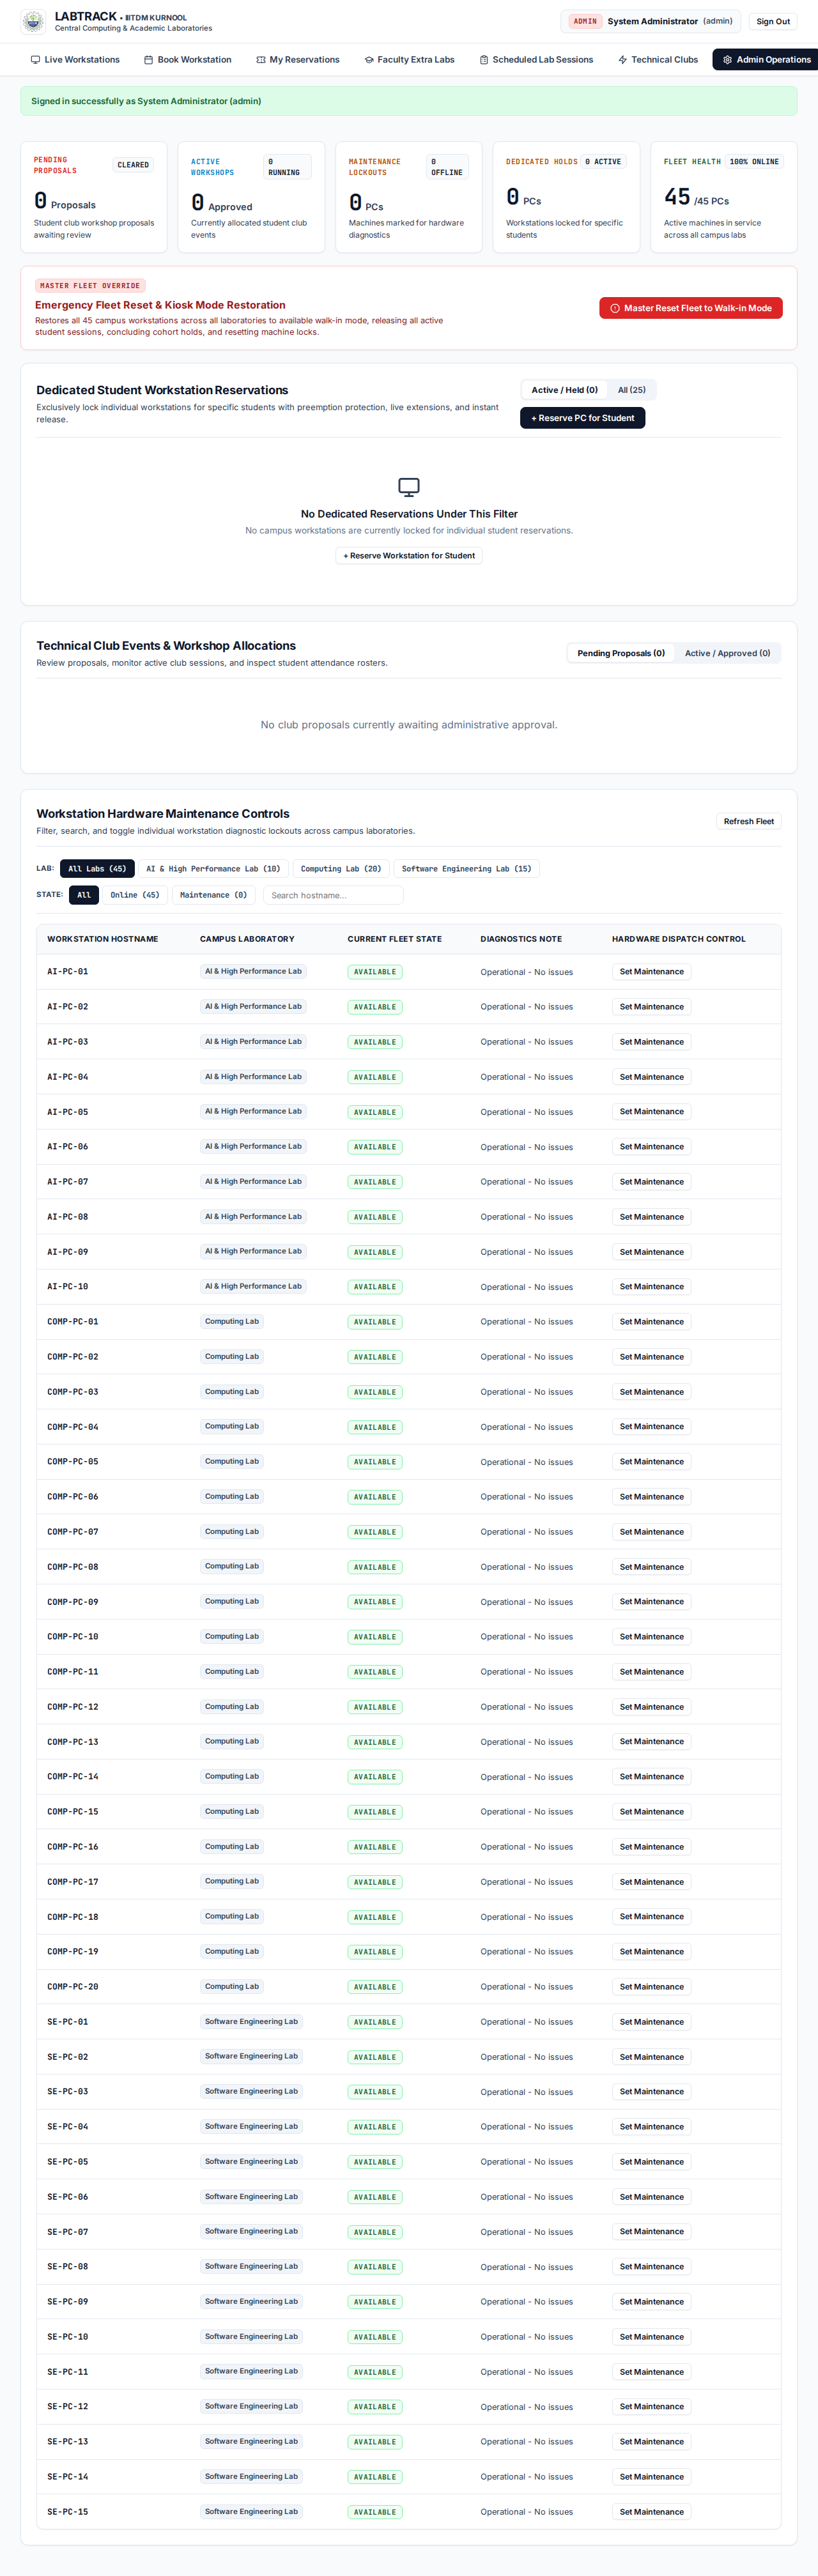 LABTRACK • IIITDM KURNOOL
Central Computing & Academic Laboratories
ADMIN System Administrator (admin) Sign Out
Live Workstations Book Workstation My Reservations Faculty Extra Labs Scheduled Lab Sessions Technical Clubs Admin Operations
Signed in successfully as System Administrator (admin)
PENDING PROPOSALS CLEARED
0 Proposals
Student club workshop proposals awaiting review
ACTIVE WORKSHOPS 0 RUNNING
0 Approved
Currently allocated student club events
MAINTENANCE LOCKOUTS 0 OFFLINE
0 PCs
Machines marked for hardware diagnostics
DEDICATED HOLDS 0 ACTIVE
0 PCs
Workstations locked for specific students
FLEET HEALTH 100% ONLINE
45 /45 PCs
Active machines in service across all campus labs
MASTER FLEET OVERRIDE
Emergency Fleet Reset & Kiosk Mode Restoration
Restores all 45 campus workstations across all laboratories to available walk-in mode, releasing all active
student sessions, concluding cohort holds, and resetting machine locks.
Master Reset Fleet to Walk-in Mode
Dedicated Student Workstation Reservations
Exclusively lock individual workstations for specific students with preemption protection, live extensions, and instant
release.
Active / Held (0) All (25)
+ Reserve PC for Student
No Dedicated Reservations Under This Filter
No campus workstations are currently locked for individual student reservations.
+ Reserve Workstation for Student
Technical Club Events & Workshop Allocations
Review proposals, monitor active club sessions, and inspect student attendance rosters.
Pending Proposals (0) Active / Approved (0)
No club proposals currently awaiting administrative approval.
Workstation Hardware Maintenance Controls
Filter, search, and toggle individual workstation diagnostic lockouts across campus laboratories.
Refresh Fleet
LAB: All Labs (45) AI & High Performance Lab (10) Computing Lab (20) Software Engineering Lab (15)
STATE: All Online (45) Maintenance (0) Search hostname...
WORKSTATION HOSTNAME CAMPUS LABORATORY CURRENT FLEET STATE DIAGNOSTICS NOTE HARDWARE DISPATCH CONTROL
AI-PC-01 AI & High Performance Lab AVAILABLE Operational - No issues Set Maintenance
AI-PC-02 AI & High Performance Lab AVAILABLE Operational - No issues Set Maintenance
AI-PC-03 AI & High Performance Lab AVAILABLE Operational - No issues Set Maintenance
AI-PC-04 AI & High Performance Lab AVAILABLE Operational - No issues Set Maintenance
AI-PC-05 AI & High Performance Lab AVAILABLE Operational - No issues Set Maintenance
AI-PC-06 AI & High Performance Lab AVAILABLE Operational - No issues Set Maintenance
AI-PC-07 AI & High Performance Lab AVAILABLE Operational - No issues Set Maintenance
AI-PC-08 AI & High Performance Lab AVAILABLE Operational - No issues Set Maintenance
AI-PC-09 AI & High Performance Lab AVAILABLE Operational - No issues Set Maintenance
AI-PC-10 AI & High Performance Lab AVAILABLE Operational - No issues Set Maintenance
COMP-PC-01 Computing Lab AVAILABLE Operational - No issues Set Maintenance
COMP-PC-02 Computing Lab AVAILABLE Operational - No issues Set Maintenance
COMP-PC-03 Computing Lab AVAILABLE Operational - No issues Set Maintenance
COMP-PC-04 Computing Lab AVAILABLE Operational - No issues Set Maintenance
COMP-PC-05 Computing Lab AVAILABLE Operational - No issues Set Maintenance
COMP-PC-06 Computing Lab AVAILABLE Operational - No issues Set Maintenance
COMP-PC-07 Computing Lab AVAILABLE Operational - No issues Set Maintenance
COMP-PC-08 Computing Lab AVAILABLE Operational - No issues Set Maintenance
COMP-PC-09 Computing Lab AVAILABLE Operational - No issues Set Maintenance
COMP-PC-10 Computing Lab AVAILABLE Operational - No issues Set Maintenance
COMP-PC-11 Computing Lab AVAILABLE Operational - No issues Set Maintenance
COMP-PC-12 Computing Lab AVAILABLE Operational - No issues Set Maintenance
COMP-PC-13 Computing Lab AVAILABLE Operational - No issues Set Maintenance
COMP-PC-14 Computing Lab AVAILABLE Operational - No issues Set Maintenance
COMP-PC-15 Computing Lab AVAILABLE Operational - No issues Set Maintenance
COMP-PC-16 Computing Lab AVAILABLE Operational - No issues Set Maintenance
COMP-PC-17 Computing Lab AVAILABLE Operational - No issues Set Maintenance
COMP-PC-18 Computing Lab AVAILABLE Operational - No issues Set Maintenance
COMP-PC-19 Computing Lab AVAILABLE Operational - No issues Set Maintenance
COMP-PC-20 Computing Lab AVAILABLE Operational - No issues Set Maintenance
SE-PC-01 Software Engineering Lab AVAILABLE Operational - No issues Set Maintenance
SE-PC-02 Software Engineering Lab AVAILABLE Operational - No issues Set Maintenance
SE-PC-03 Software Engineering Lab AVAILABLE Operational - No issues Set Maintenance
SE-PC-04 Software Engineering Lab AVAILABLE Operational - No issues Set Maintenance
SE-PC-05 Software Engineering Lab AVAILABLE Operational - No issues Set Maintenance
SE-PC-06 Software Engineering Lab AVAILABLE Operational - No issues Set Maintenance
SE-PC-07 Software Engineering Lab AVAILABLE Operational - No issues Set Maintenance
SE-PC-08 Software Engineering Lab AVAILABLE Operational - No issues Set Maintenance
SE-PC-09 Software Engineering Lab AVAILABLE Operational - No issues Set Maintenance
SE-PC-10 Software Engineering Lab AVAILABLE Operational - No issues Set Maintenance
SE-PC-11 Software Engineering Lab AVAILABLE Operational - No issues Set Maintenance
SE-PC-12 Software Engineering Lab AVAILABLE Operational - No issues Set Maintenance
SE-PC-13 Software Engineering Lab AVAILABLE Operational - No issues Set Maintenance
SE-PC-14 Software Engineering Lab AVAILABLE Operational - No issues Set Maintenance
SE-PC-15 Software Engineering Lab AVAILABLE Operational - No issues Set Maintenance